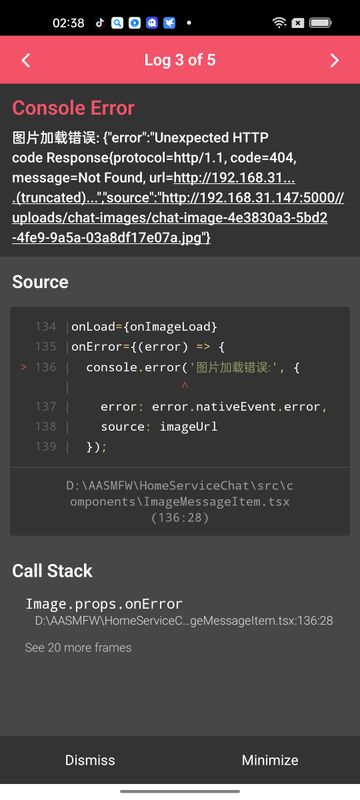 02:38
Log 3 of 5
Console Error
图片加载错误: {"error":"Unexpected HTTP
code Response{protocol=http/1.1, code=404,
message=Not Found, url=http://192.168.31...
.(truncated)...","source":"http://192.168.31.147:5000//
uploads/chat-images/chat-image-4e3830a3-5bd2
-4fe9-9a5a-03a8df17e07a.jpg"}
Source
134 |onLoad={onImageLoad}
135 |onError={(error) => {
> 136 |  console.error('图片加载错误:', {
|               ^
137 |    error: error.nativeEvent.error,
138 |    source: imageUrl
139 |  });
D:\AASMFW\HomeServiceChat\src\c
omponents\ImageMessageItem.tsx
(136:28)
Call Stack
Image.props.onError
D:\AASMFW\HomeServiceC...geMessageItem.tsx:136:28
See 20 more frames
Dismiss
Minimize